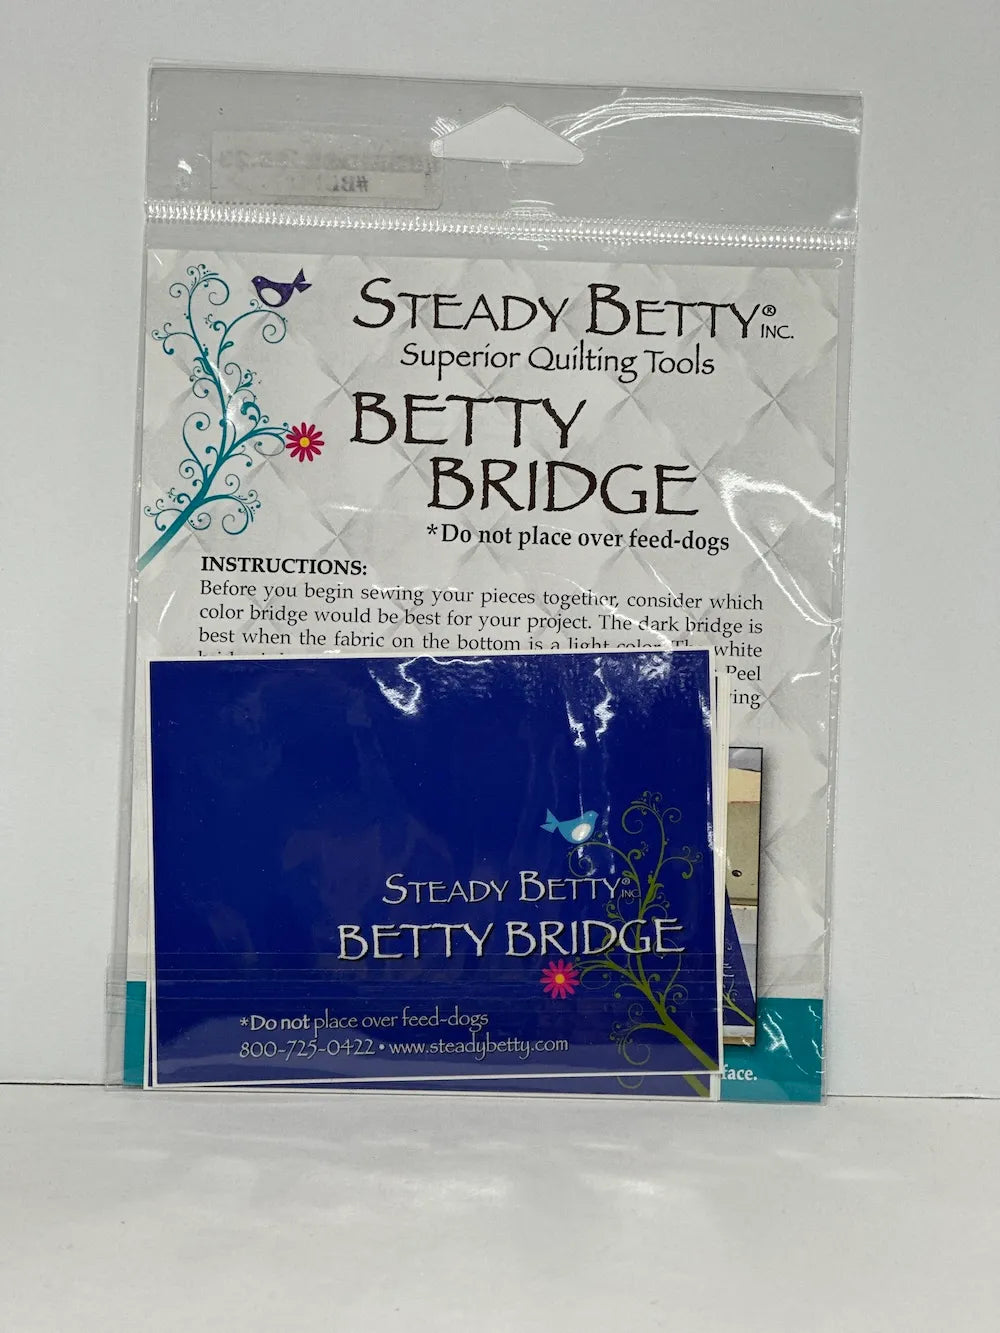 STEADY BETTY® INC.
Superior Quilting Tools
BETTY
BRIDGE
*Do not place over feed-dogs
INSTRUCTIONS:
Before you begin sewing your pieces together, consider which
color bridge would be best for your project. The dark bridge is
best when the fabric on the bottom is a light color. The white
Peel
STEADY BETTY® INC
BETTY BRIDGE
*Do not place over feed-dogs
800-725-0422 • www.steadybetty.com
face.